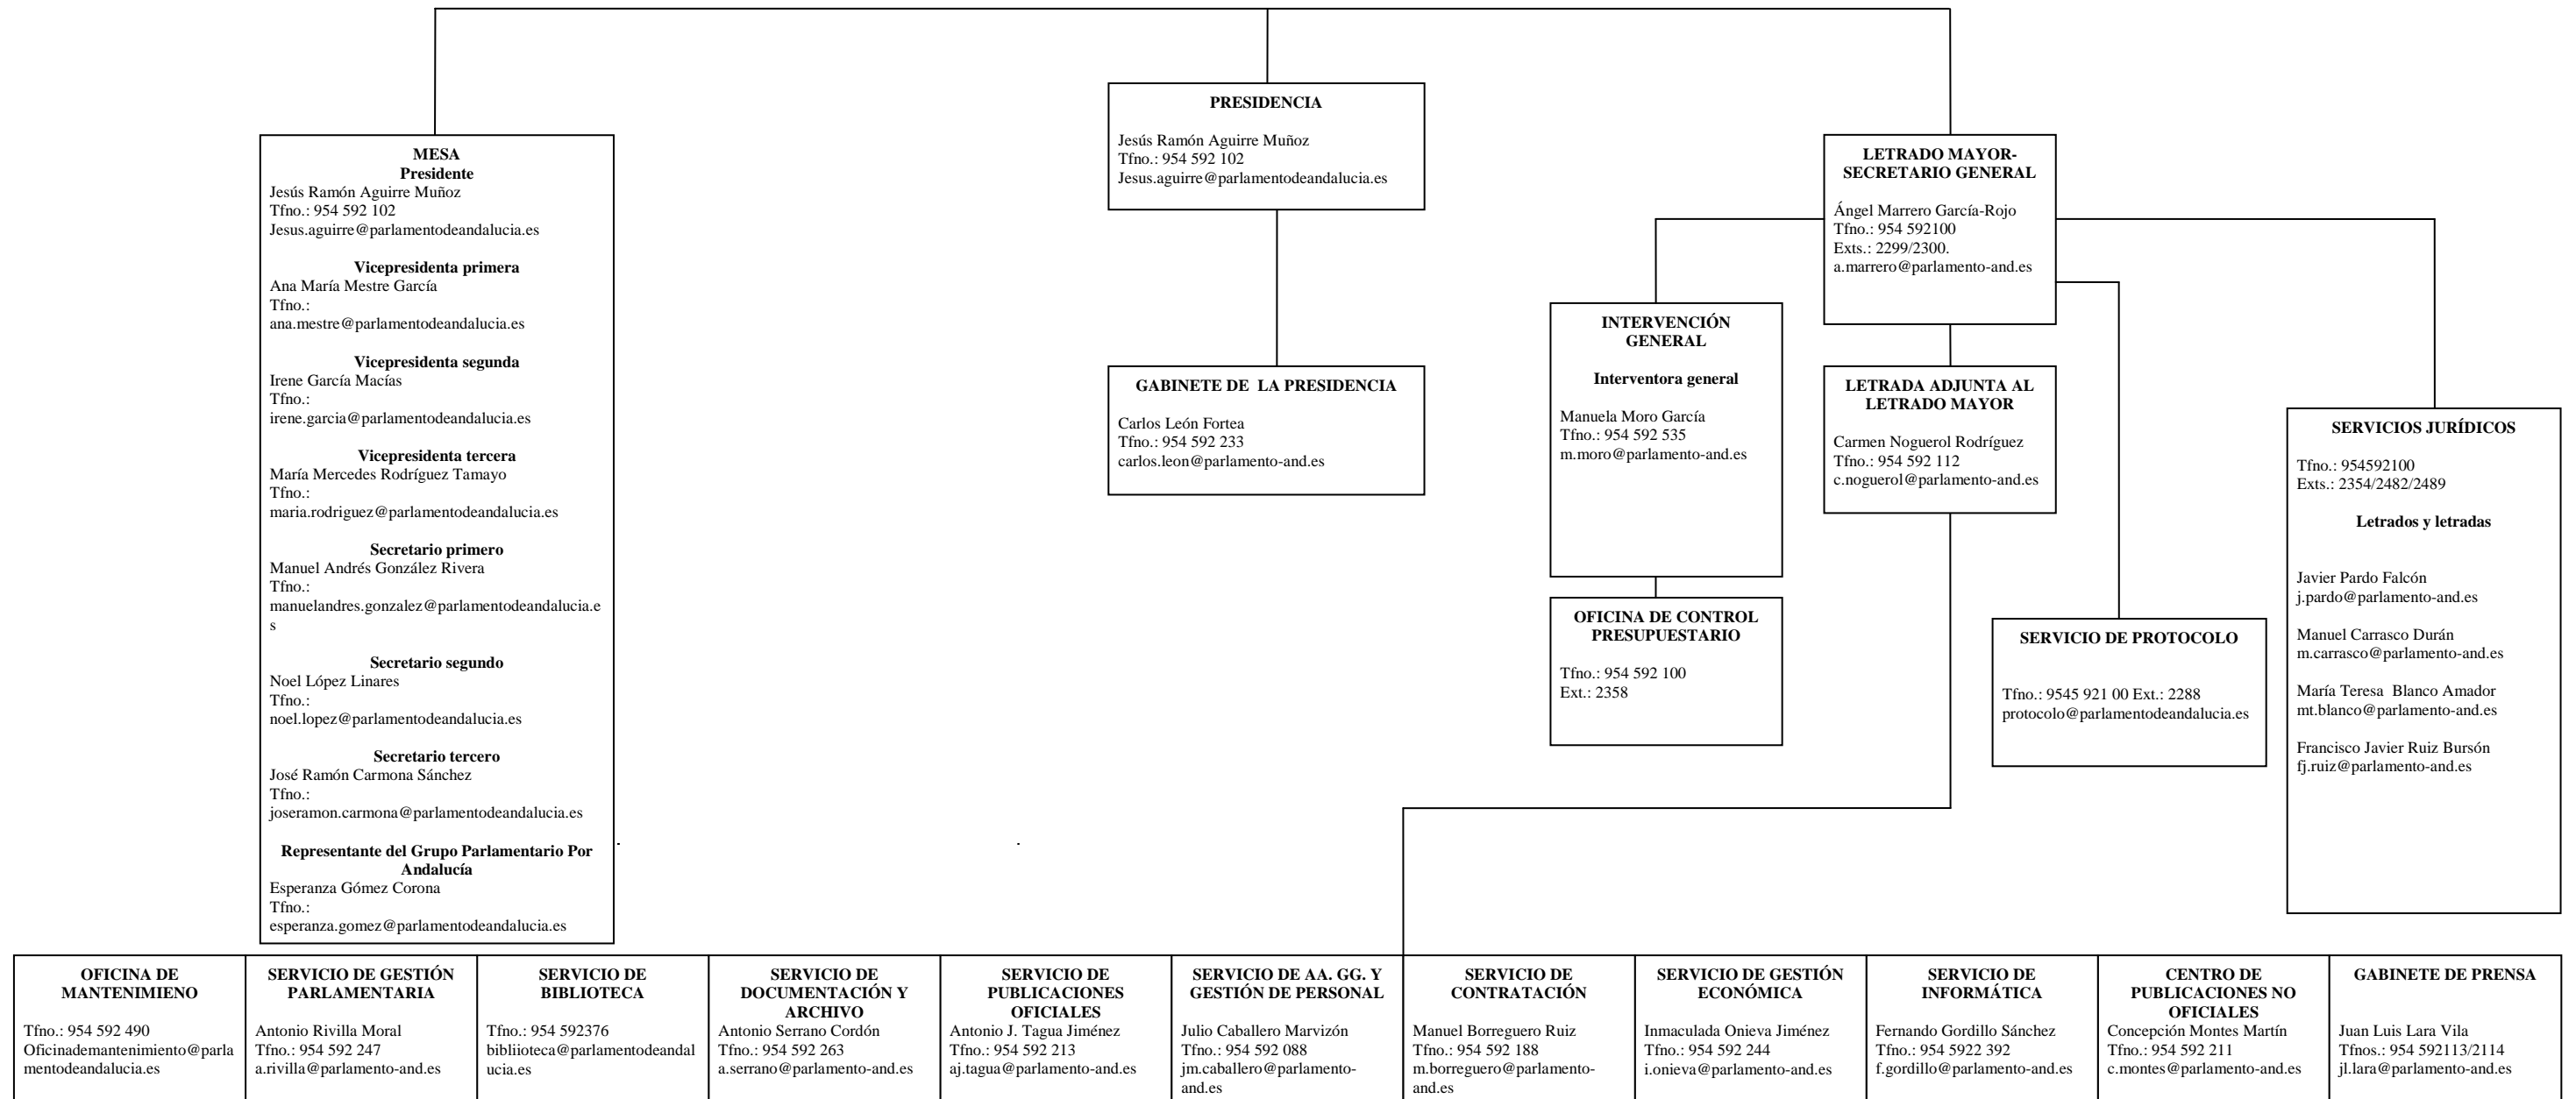 MESA
Presidente
Jesús Ramón Aguirre Muñoz
Tfno.: 954 592 102
Jesus.aguirre@parlamentodeandalucia.es
Vicepresidenta primera
Ana María Mestre García
Tfno.:
ana.mestre@parlamentodeandalucia.es
Vicepresidenta segunda
Irene García Macías
Tfno.:
irene.garcia@parlamentodeandalucia.es
Vicepresidenta tercera
María Mercedes Rodríguez Tamayo
Tfno.:
maria.rodriguez@parlamentodeandalucia.es
Secretario primero
Manuel Andrés González Rivera
Tfno.:
manuelandres.gonzalez@parlamentodeandalucia.e
s
Secretario segundo
Noel López Linares
Tfno.:
noel.lopez@parlamentodeandalucia.es
Secretario tercero
José Ramón Carmona Sánchez
Tfno.:
joseramon.carmona@parlamentodeandalucia.es
Representante del Grupo Parlamentario Por
Andalucía
Esperanza Gómez Corona
Tfno.:
esperanza.gomez@parlamentodeandalucia.es
PRESIDENCIA
Jesús Ramón Aguirre Muñoz
Tfno.: 954 592 102
Jesus.aguirre@parlamentodeandalucia.es
GABINETE DE LA PRESIDENCIA
Carlos León Fortea
Tfno.: 954 592 233
carlos.leon@parlamento-and.es
LETRADO MAYOR-
SECRETARIO GENERAL
Ángel Marrero García-Rojo
Tfno.: 954 592100
Exts.: 2299/2300.
a.marrero@parlamento-and.es
INTERVENCIÓN
GENERAL
Interventora general
Manuela Moro García
Tfno.: 954 592 535
m.moro@parlamento-and.es
OFICINA DE CONTROL
PRESUPUESTARIO
Tfno.: 954 592 100
Ext.: 2358
LETRADA ADJUNTA AL
LETRADO MAYOR
Carmen Noguerol Rodríguez
Tfno.: 954 592 112
c.noguerol@parlamento-and.es
SERVICIO DE PROTOCOLO
Tfno.: 9545 921 00 Ext.: 2288
protocolo@parlamentodeandalucia.es
SERVICIOS JURÍDICOS
Tfno.: 954592100
Exts.: 2354/2482/2489
Letrados y letradas
Javier Pardo Falcón
j.pardo@parlamento-and.es
Manuel Carrasco Durán
m.carrasco@parlamento-and.es
María Teresa Blanco Amador
mt.blanco@parlamento-and.es
Francisco Javier Ruiz Bursón
fj.ruiz@parlamento-and.es
OFICINA DE
MANTENIMIENO
Tfno.: 954 592 490
Oficinademantenimiento@parla
mentodeandalucia.es
SERVICIO DE GESTIÓN
PARLAMENTARIA
Antonio Rivilla Moral
Tfno.: 954 592 247
a.rivilla@parlamento-and.es
SERVICIO DE
BIBLIOTECA
Tfno.: 954 592376
bibliioteca@parlamentodeandal
ucia.es
SERVICIO DE
DOCUMENTACIÓN Y
ARCHIVO
Antonio Serrano Cordón
Tfno.: 954 592 263
a.serrano@parlamento-and.es
SERVICIO DE
PUBLICACIONES
OFICIALES
Antonio J. Tagua Jiménez
Tfno.: 954 592 213
aj.tagua@parlamento-and.es
SERVICIO DE AA. GG. Y
GESTIÓN DE PERSONAL
Julio Caballero Marvizón
Tfno.: 954 592 088
jm.caballero@parlamento-
and.es
SERVICIO DE
CONTRATACIÓN
Manuel Borreguero Ruiz
Tfno.: 954 592 188
m.borreguero@parlamento-
and.es
SERVICIO DE GESTIÓN
ECONÓMICA
Inmaculada Onieva Jiménez
Tfno.: 954 592 244
i.onieva@parlamento-and.es
SERVICIO DE
INFORMÁTICA
Fernando Gordillo Sánchez
Tfno.: 954 5922 392
f.gordillo@parlamento-and.es
CENTRO DE
PUBLICACIONES NO
OFICIALES
Concepción Montes Martín
Tfno.: 954 592 211
c.montes@parlamento-and.es
GABINETE DE PRENSA
Juan Luis Lara Vila
Tfnos.: 954 592113/2114
jl.lara@parlamento-and.es